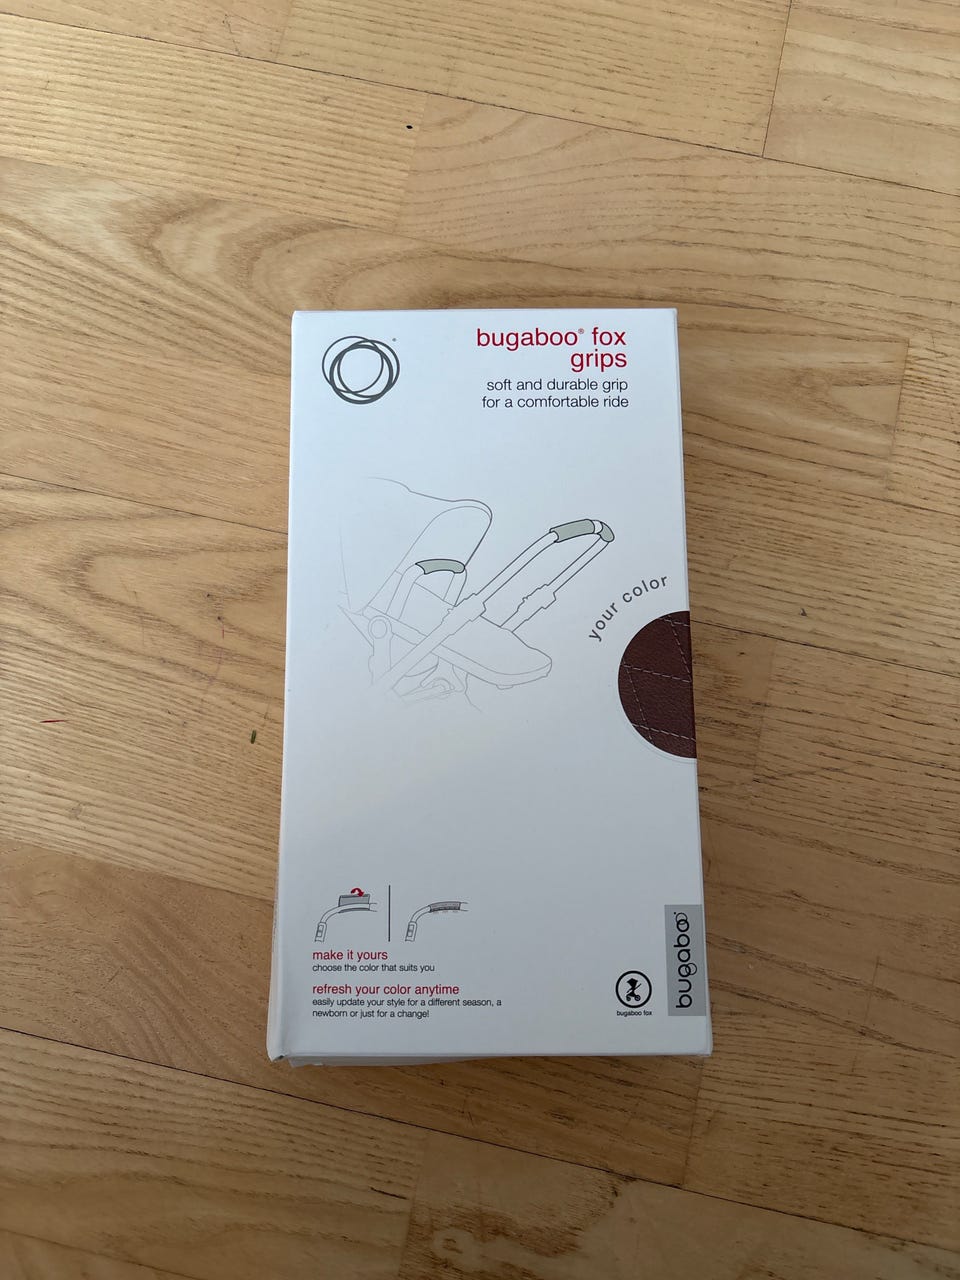 bugaboo® fox
grips
soft and durable grip
for a comfortable ride
your color
make it yours
choose the color that suits you
refresh your color anytime
easily update your style for a different season, a
newborn or just for a change!
bugaboo fox
bugaboo